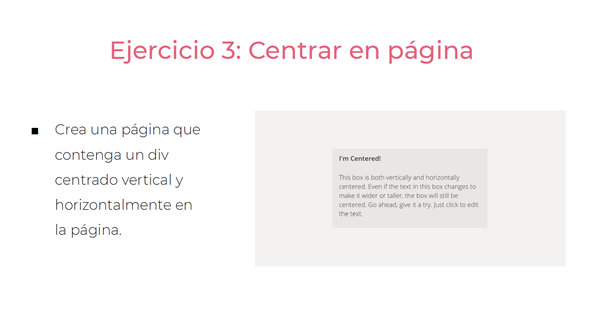 Ejercicio 3: Centrar en página
Crea una página que
contenga un div
centrado vertical y
horizontalmente en
la página.
I'm Centered!
This box is both vertically and horizontally
centered. Even if the text in this box changes to
make it wider or taller, the box will still be
centered. Go ahead, give it a try. Just click to edit
the text.